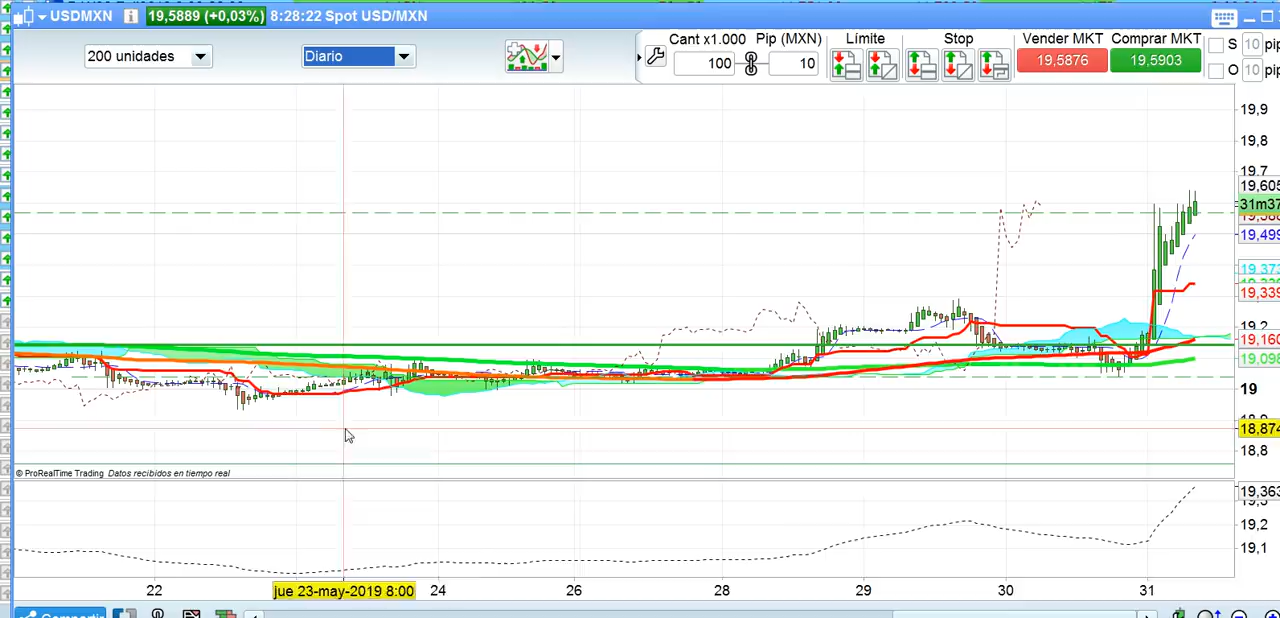 USDMXN i 19,5889 (+0,03%) 8:28:22 Spot USD/MXN
200 unidades
Diario
Cant x1.000 Pip (MXN) Límite Stop Vender MKT Comprar MKT
S 10 pip
100 10
19,5876 19,5903
O 10 pip
19,9
19,8
19,7
19,605
31m37
19,499
19,373
19,339
19,2
19,160
19,098
19
18,874
18,8
© ProRealTime Trading Datos recibidos en tiempo real
19,363
19,2
19,1
22 jue 23-may-2019 8:00 24 26 28 29 30 31
Compartir